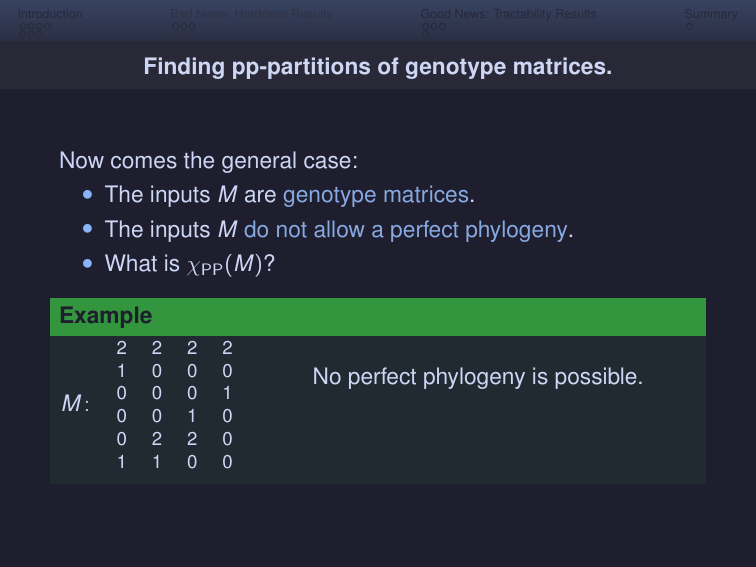 Introduction Bad News: Hardness Results Good News: Tractability Results Summary
Finding pp-partitions of genotype matrices.
Now comes the general case:
• The inputs M are genotype matrices.
• The inputs M do not allow a perfect phylogeny.
• What is χPP(M)?
Example
2 2 2 2
1 0 0 0
0 0 0 1
0 0 1 0
0 2 2 0
1 1 0 0
M:
No perfect phylogeny is possible.